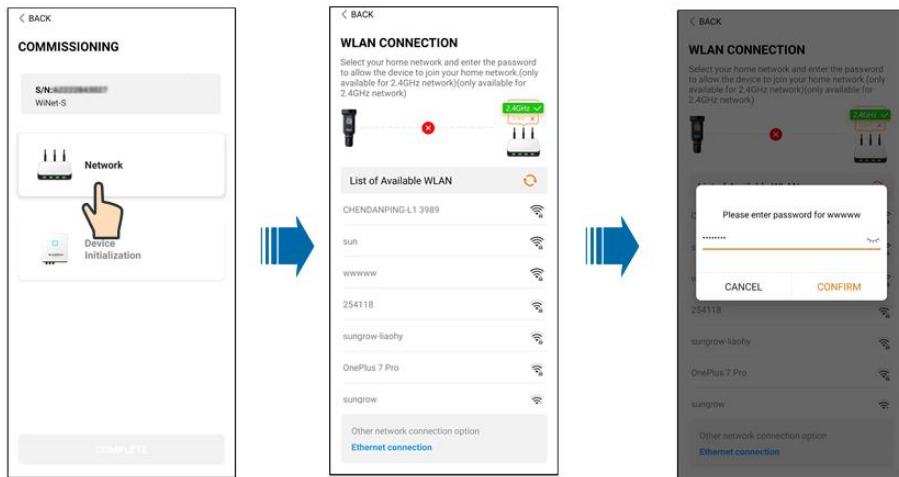 < BACK
COMMISSIONING
S/N:
WiNet-S
Network
Device
Initialization
COMPLETE
< BACK
WLAN CONNECTION
Select your home network and enter the password
to allow the device to join your home network.(only
available for 2.4GHz network)(only available for
2.4GHz network)
2.4GHz
List of Available WLAN
CHENDANPING-L1 3989
sun
wwwww
254118
sungrow-liaohy
OnePlus 7 Pro
sungrow
Other network connection option
Ethernet connection
< BACK
WLAN CONNECTION
Select your home network and enter the password
to allow the device to join your home network.(only
available for 2.4GHz network)(only available for
2.4GHz network)
2.4GHz
Please enter password for wwwww
CANCEL
CONFIRM
254118
sungrow-liaohy
OnePlus 7 Pro
sungrow
Other network connection option
Ethernet connection